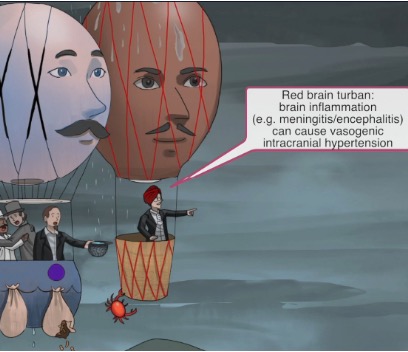 Red brain turban:
brain inflammation
(e.g. meningitis/encephalitis)
can cause vasogenic
intracranial hypertension